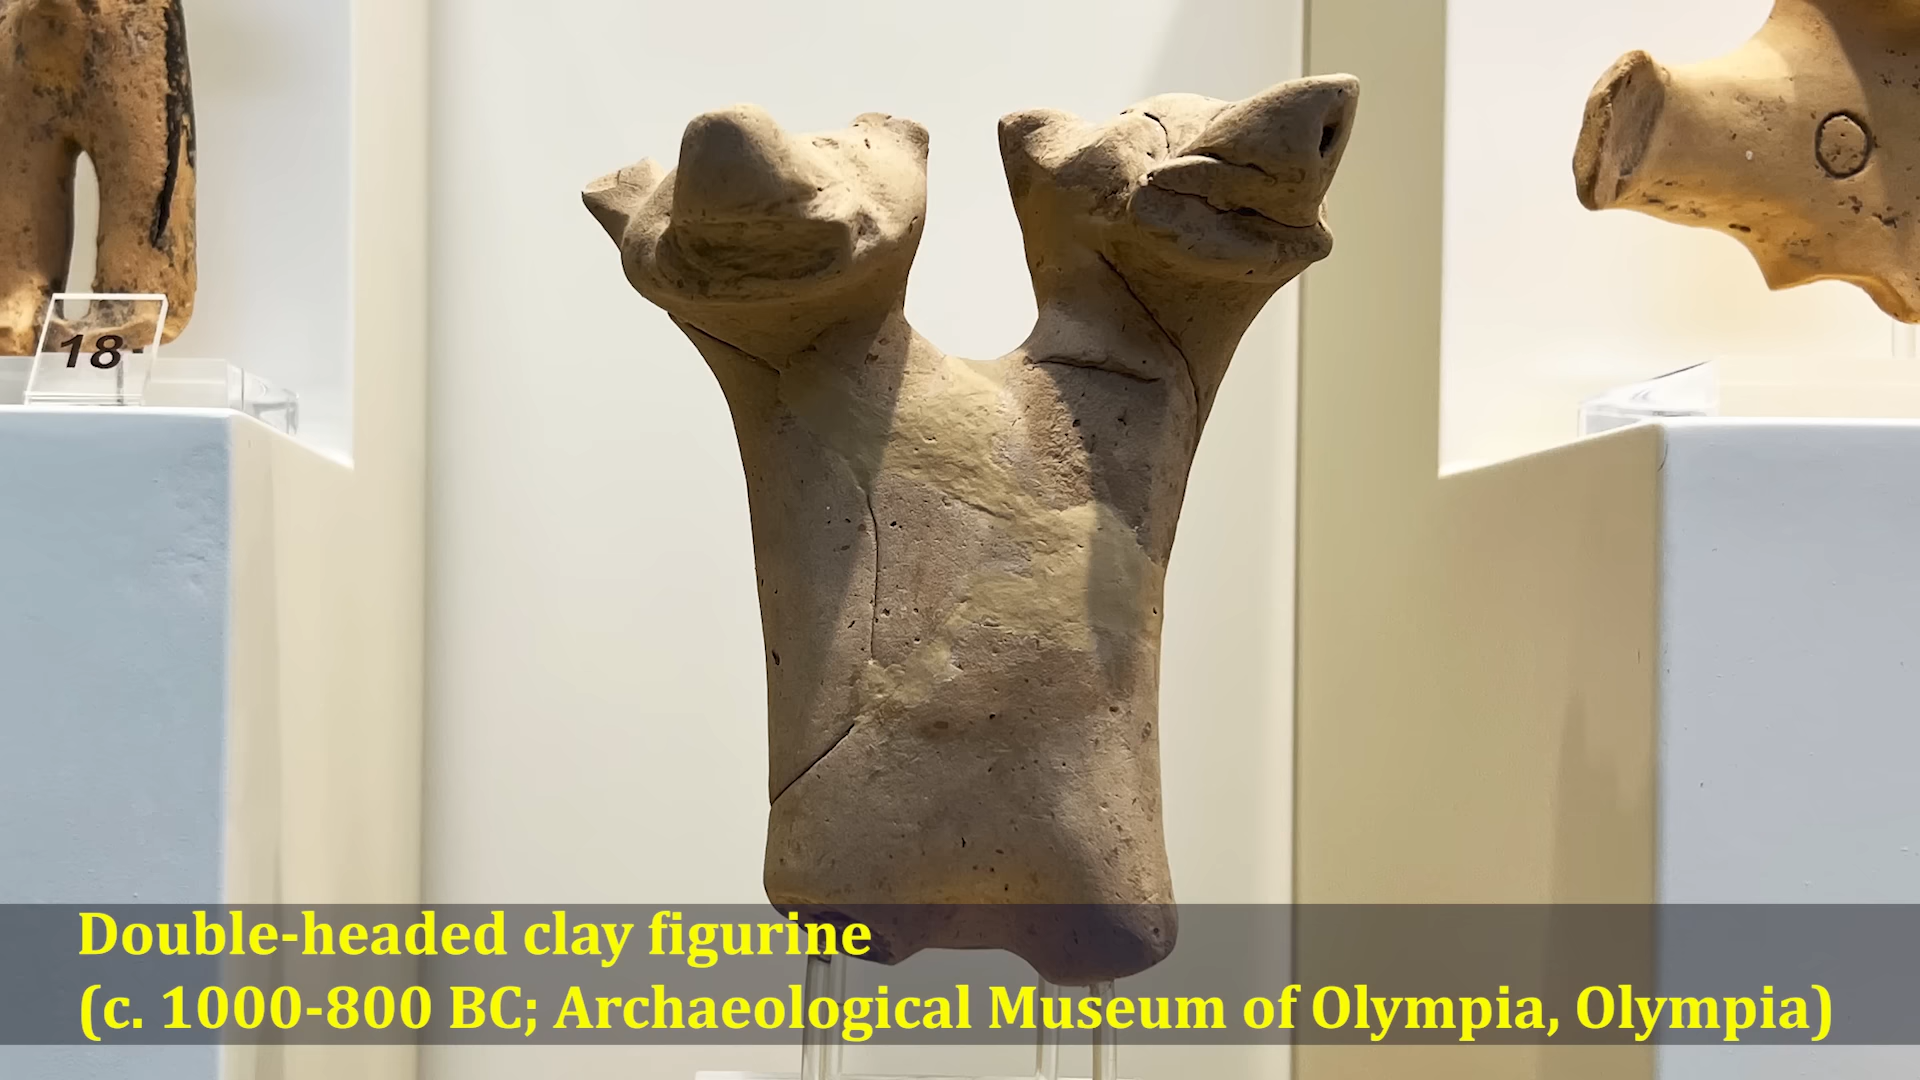 18
Double-headed clay figurine
(c. 1000-800 BC; Archaeological Museum of Olympia, Olympia)